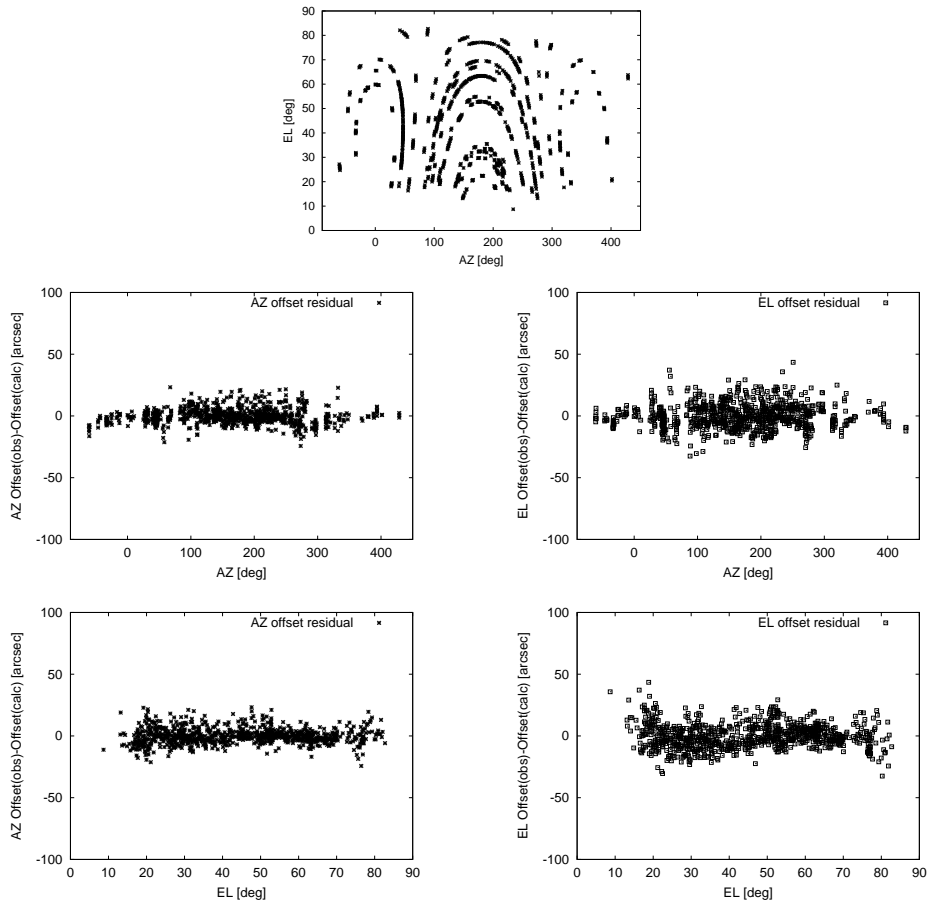 90
80
70
60
50
40
30
20
10
0
EL [deg]
0 100 200 300 400
AZ [deg]
100
50
0
-50
-100
AZ Offset(obs)-Offset(calc) [arcsec]
AZ offset residual
0 100 200 300 400
AZ [deg]
100
50
0
-50
-100
EL Offset(obs)-Offset(calc) [arcsec]
EL offset residual
0 100 200 300 400
AZ [deg]
100
50
0
-50
-100
AZ Offset(obs)-Offset(calc) [arcsec]
AZ offset residual
0 10 20 30 40 50 60 70 80 90
EL [deg]
100
50
0
-50
-100
EL Offset(obs)-Offset(calc) [arcsec]
EL offset residual
0 10 20 30 40 50 60 70 80 90
EL [deg]